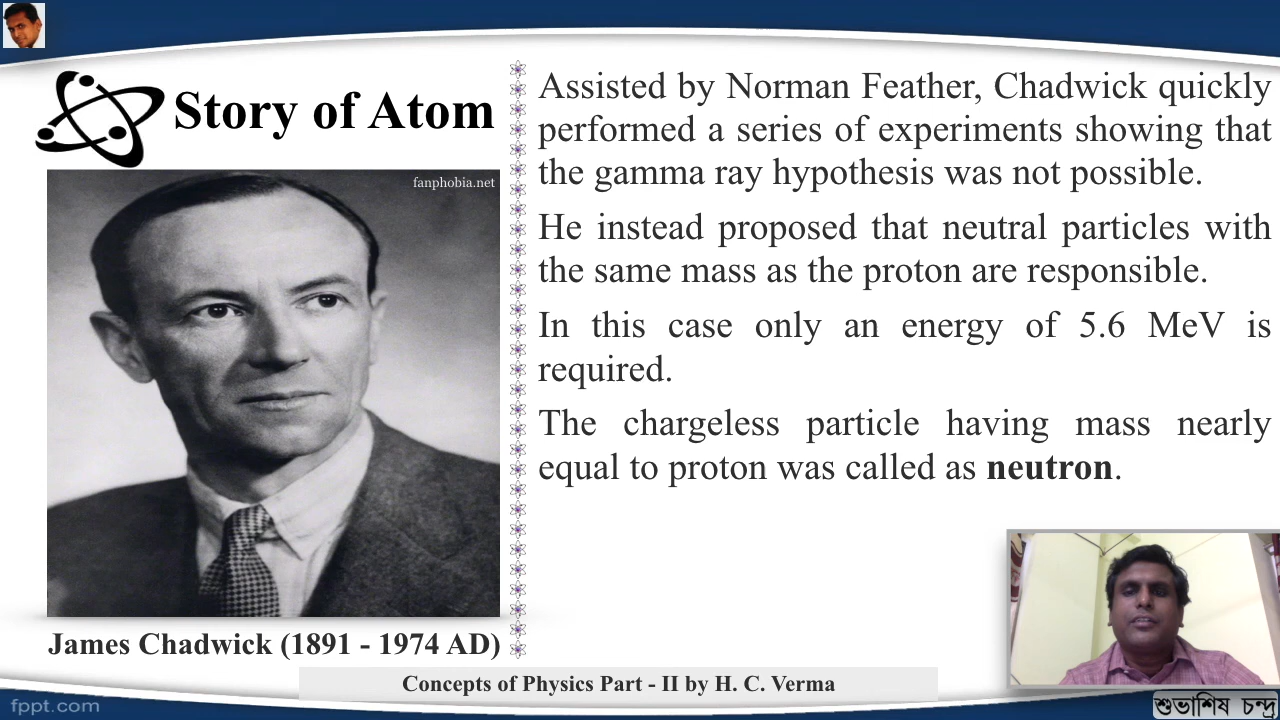 Story of Atom
fanphobia.net
James Chadwick (1891 - 1974 AD)
Assisted by Norman Feather, Chadwick quickly
performed a series of experiments showing that
the gamma ray hypothesis was not possible.
He instead proposed that neutral particles with
the same mass as the proton are responsible.
In this case only an energy of 5.6 MeV is
required.
The chargeless particle having mass nearly
equal to proton was called as neutron.
Concepts of Physics Part - II by H. C. Verma
fppt.com
শুভাশিষ চন্দ্র